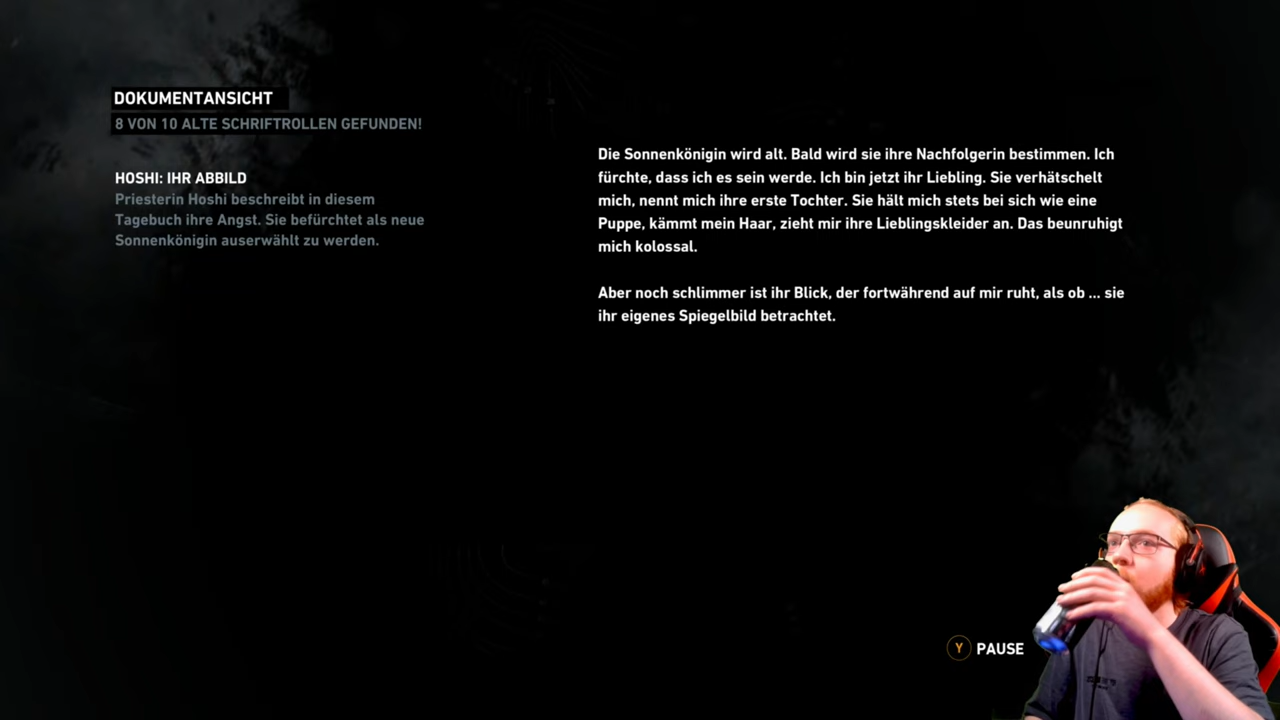 DOKUMENTANSICHT
8 VON 10 ALTE SCHRIFTROLLEN GEFUNDEN!
HOSHI: IHR ABBILD
Priesterin Hoshi beschreibt in diesem
Tagebuch ihre Angst. Sie befürchtet als neue
Sonnenkönigin auserwählt zu werden.
Die Sonnenkönigin wird alt. Bald wird sie ihre Nachfolgerin bestimmen. Ich
fürchte, dass ich es sein werde. Ich bin jetzt ihr Liebling. Sie verhätschelt
mich, nennt mich ihre erste Tochter. Sie hält mich stets bei sich wie eine
Puppe, kämmt mein Haar, zieht mir ihre Lieblingskleider an. Das beunruhigt
mich kolossal.
Aber noch schlimmer ist ihr Blick, der fortwährend auf mir ruht, als ob ... sie
ihr eigenes Spiegelbild betrachtet.
Y PAUSE